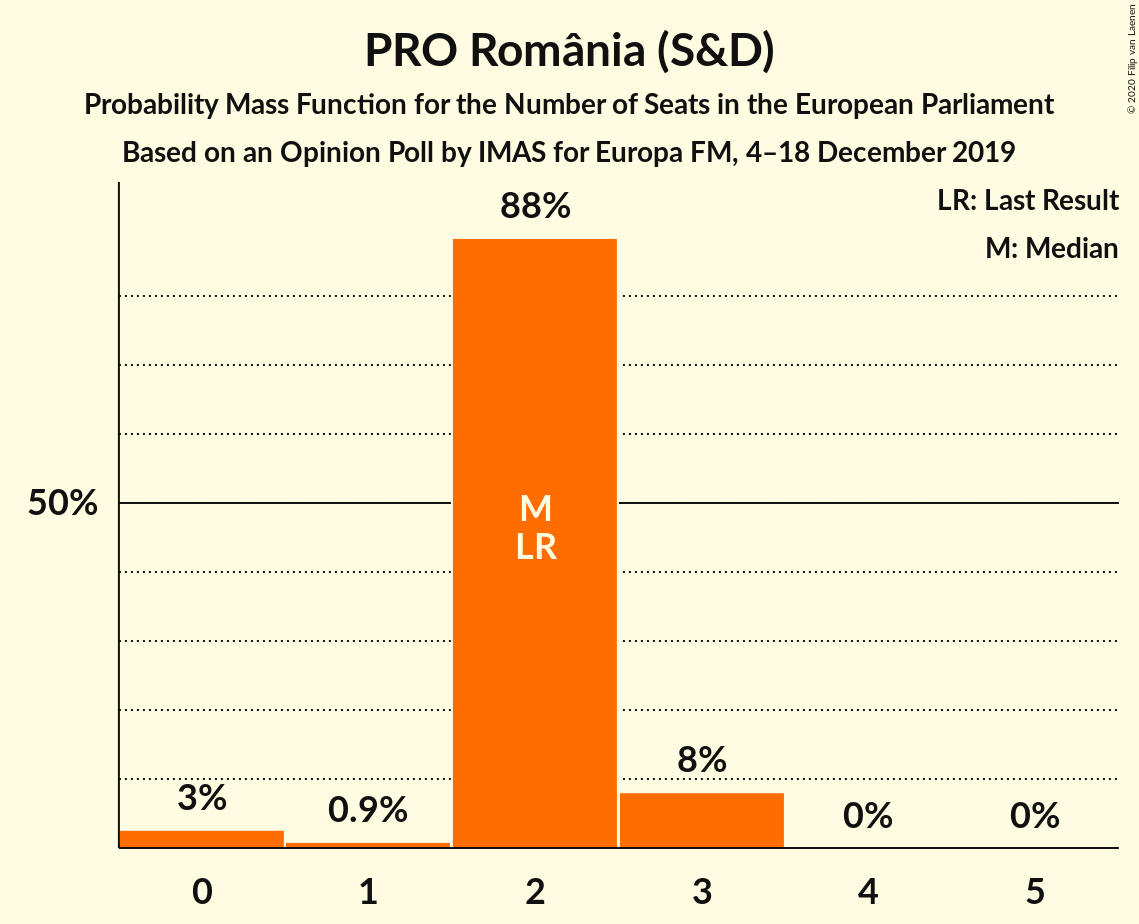 PRO România (S&D)
Probability Mass Function for the Number of Seats in the European Parliament
Based on an Opinion Poll by IMAS for Europa FM, 4–18 December 2019
© 2020 Filip van Laenen
LR: Last Result
M: Median
88%
50%
M
LR
8%
3%
0.9%
0%
0%
0
1
2
3
4
5